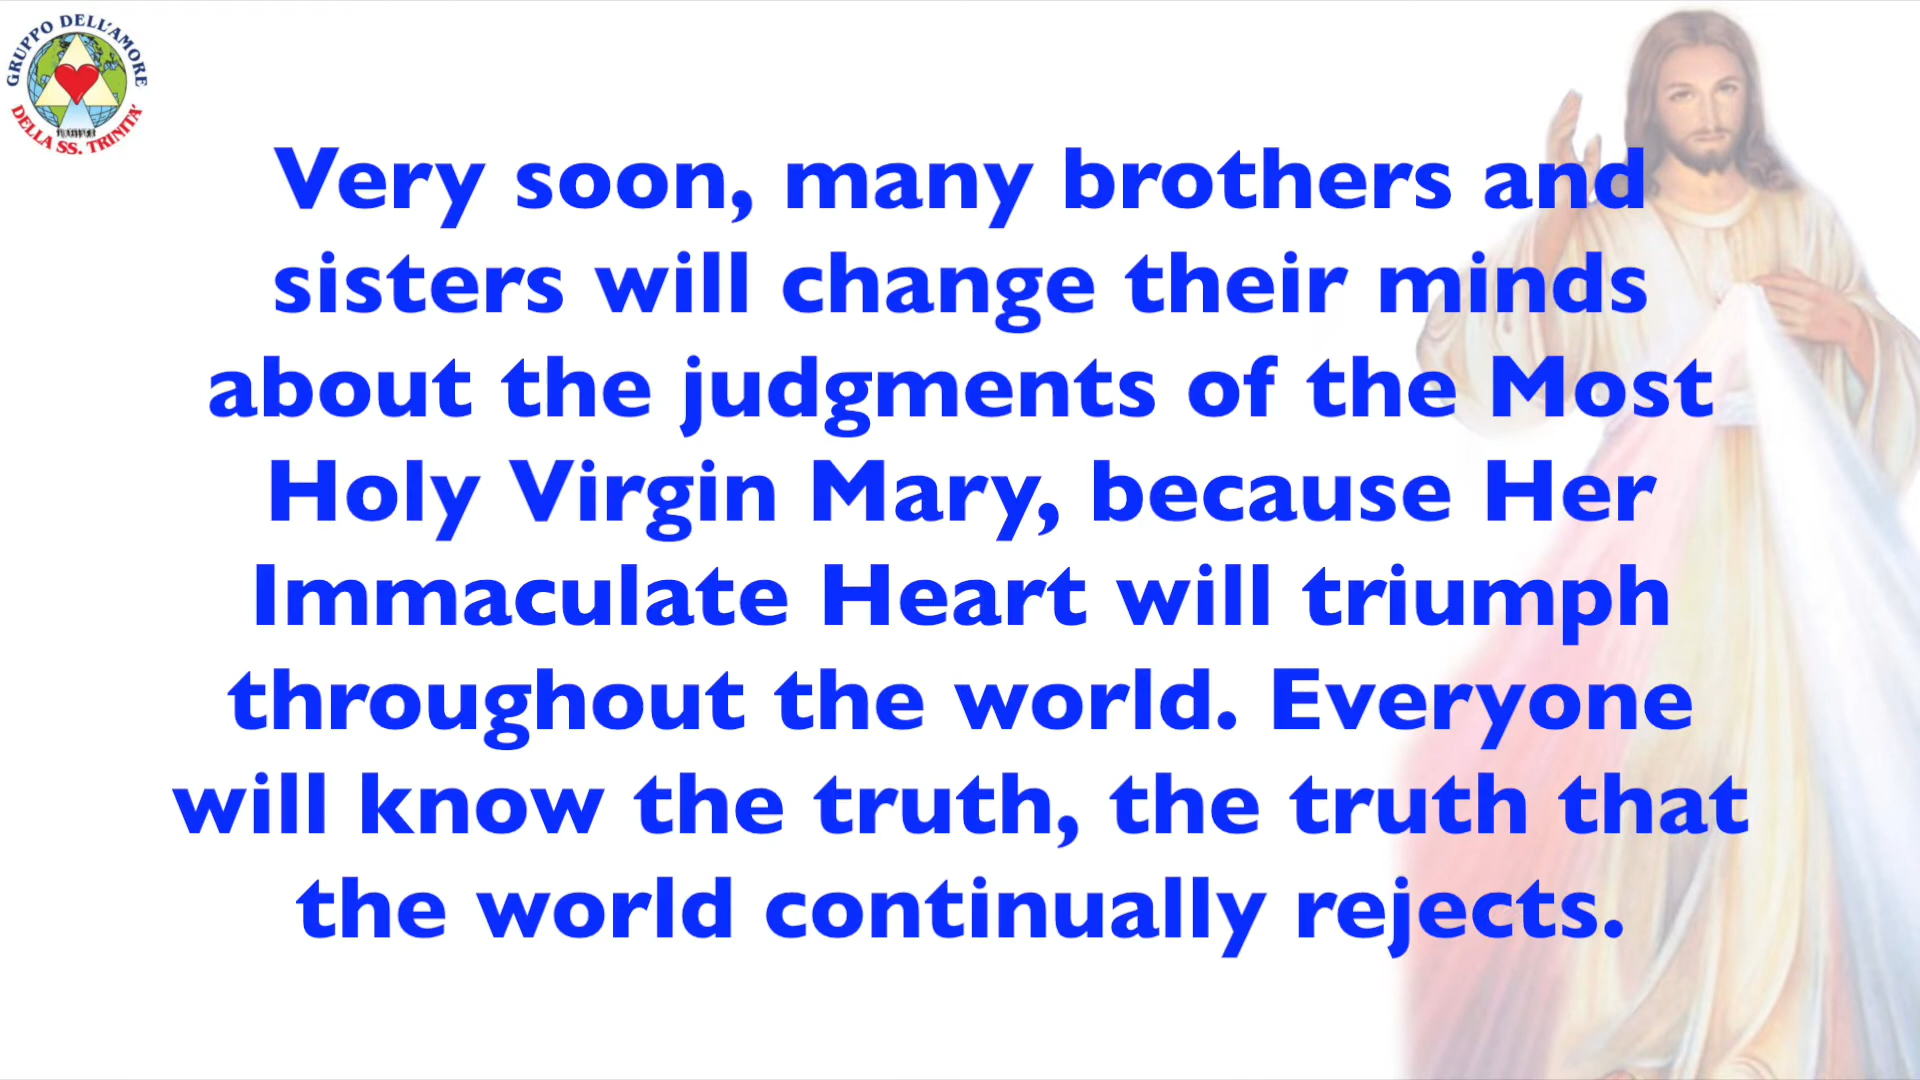 GRUPPO DELL'AMORE
DELLA SS. TRINITA'
Very soon, many brothers and
sisters will change their minds
about the judgments of the Most
Holy Virgin Mary, because Her
Immaculate Heart will triumph
throughout the world. Everyone
will know the truth, the truth that
the world continually rejects.